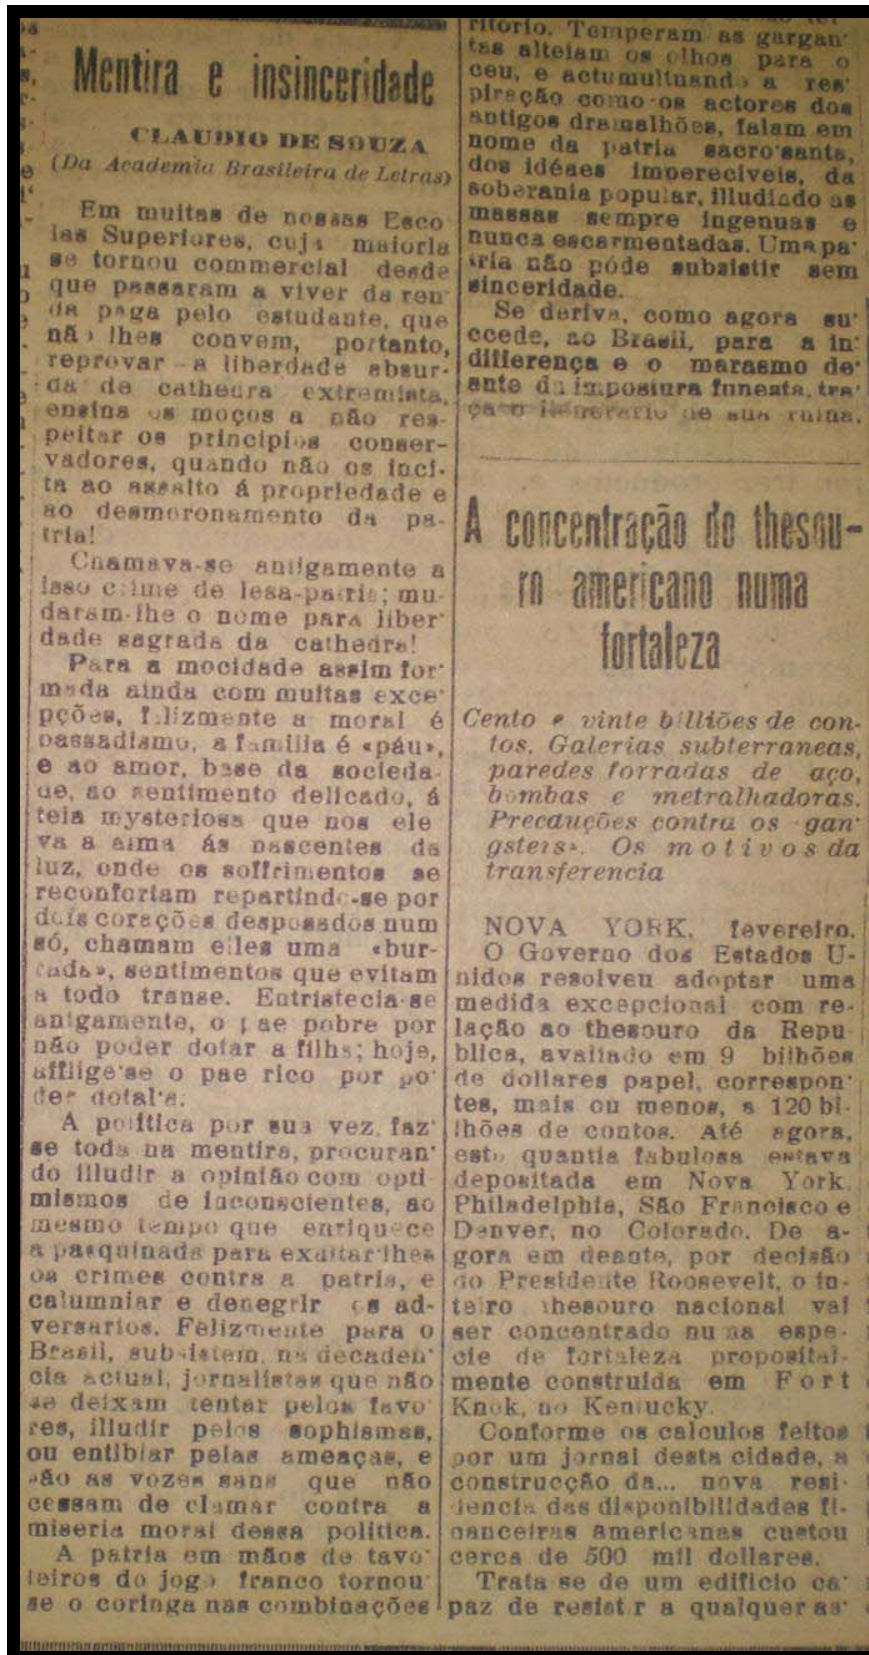 Mentira e insinceridade
CLAUDIO DE SOUZA
(Da Academia Brasileira de Letras)
Em muitas de nossas Esco
las Superiores, cuja maioria
se tornou commercial desde
que passaram a viver da ren
da paga pelo estudante, que
não lhes convem, portanto,
reprovar a liberdade absur-
da de cathedra extremista,
ensina os moços a não res-
peitar os principios conser-
vadores, quando não os inci-
ta ao assalto á propriedade e
ao desmoronamento da pa-
tria!
Chamava-se antigamente a
isso crime de lesa-patria; mu-
daram-lhe o nome para liber-
dade sagrada da cathedra!
Para a mocidade assim for-
mada ainda com muitas exce-
pções, felizmente a moral é
passadismo, a familia é «páu»,
e ao amor, base da socieda-
de, ao sentimento delicado, á
teia mysteriosa que nos ele
va a alma ás nascentes da
luz, onde os soffrimentos se
reconfortam repartindo-se por
dois corações desposados num
só, chamam elles uma «bur-
rada», sentimentos que evitam
a todo transe. Entristecia-se
antgamente, o pae pobre por
não poder dotar a filha; hoje,
afflige-se o pae rico por po-
der dotal-a.
A politica por sua vez, faz-
se toda na mentira, procuran-
do illudir a opinião com opti
mismos de inconscientes, ao
mesmo tempo que enriquece
a pasquinada para exaltar-lhes
os crimes contra a patria, e
calumniar e denegrir os ad-
versarios. Felizmente para o
Brasil, subsistem, na decaden-
cia actual, jornalistas que não
se deixam tentar pelos favo-
res, illudir pelos sophismas,
ou entibiar pelas ameaças, e
são as vozes sans que não
cessam de clamar contra a
miseria moral dessa politica.
A patria em mãos de tavo-
leiros do jogo franco tornou-
se o coringa nas combinações
ritorio. Temperam as gargan-
tas alteiam os olhos para o
ceu, e actumultuando a res-
piração como os actores dos
antigos dramalhões, falam em
nome da patria sacrosanta,
dos idéaes impereciveis, da
soberania popular, illudindo as
massas sempre ingenuas e
nunca escarmentadas. Uma pa-
tria não póde subsistir sem
sinceridade.
Se deriva, como agora su-
ccede, ao Brasil, para a in-
differença e o marasmo de-
ante da impostura funesta, tra-
ça o itinerario de sua ruina.
A concentração do thesou-
ro americano numa
fortaleza
Cento e vinte billiões de con-
tos. Galerias subterraneas,
paredes forradas de aço,
bombas e metralhadoras.
Precauções contra os «gan-
gsters». Os motivos da
transferencia
NOVA YORK, fevereiro.
O Governo dos Estados U-
nidos resolveu adoptar uma
medida excepcional com re-
lação ao thesouro da Repu
blica, avaliado em 9 bilhões
de dollares papel, correspon-
tes, mais ou menos, a 120 bi-
lhões de contos. Até agora,
esta quantia fabulosa estava
depositada em Nova York,
Philadelphia, São Francisco e
Denver, no Colorado. De a-
gora em deante, por decisão
do Presidente Roosevelt, o in-
teiro thesouro nacional vai
ser concentrado numa espe-
cie de fortaleza proposital-
mente construida em Fort
Knok, no Kentucky.
Conforme os calculos feitos
por um jornal desta cidade, a
construcção da... nova resi-
dencia das disponibilidades fi-
nanceiras americanas custou
cerca de 500 mil dollares.
Trata se de um edificio ca-
paz de resistir a qualquer as-